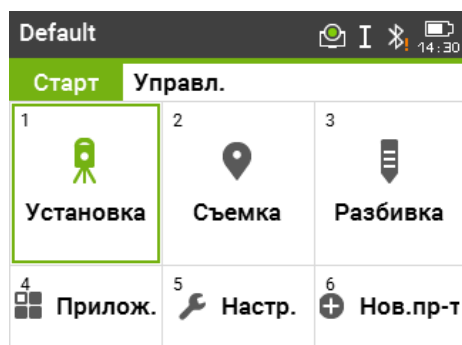 Default I 14:30
Старт Управл.
1 2 3
Установка Съемка Разбивка
4 5 6
Прилож. Настр. Нов.пр-т